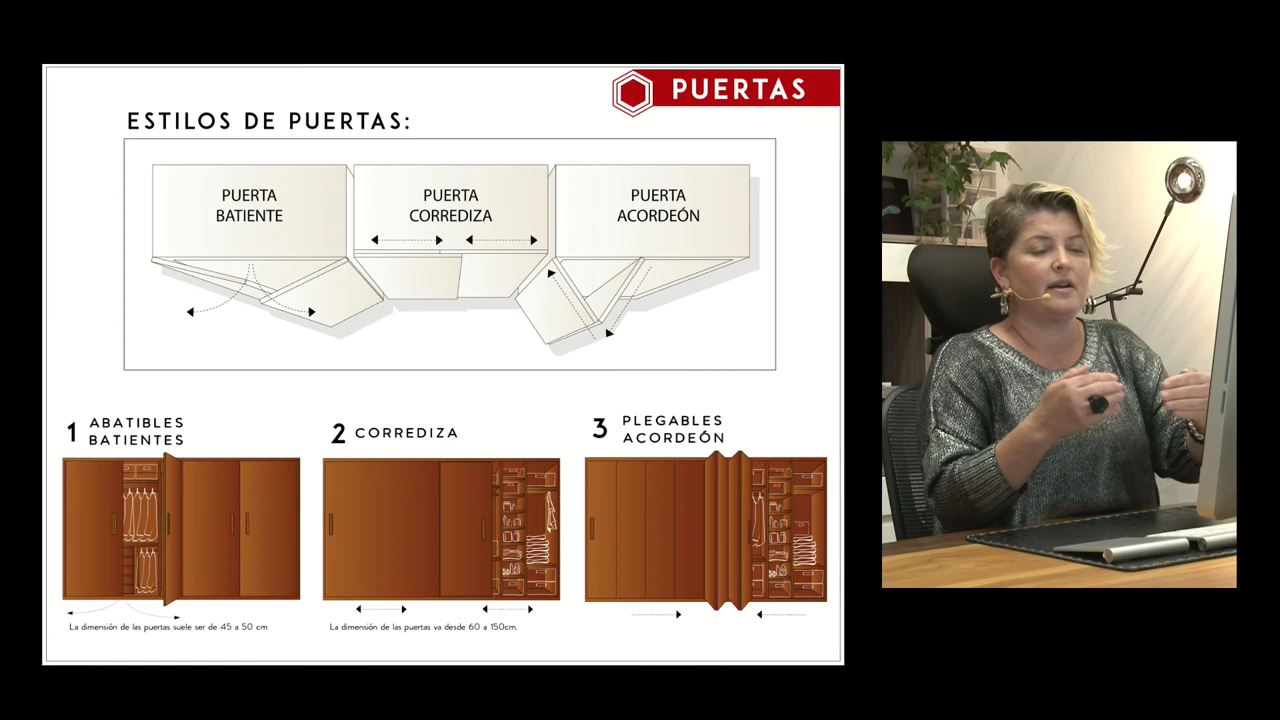 PUERTAS
ESTILOS DE PUERTAS:
PUERTA
BATIENTE
PUERTA
CORREDIZA
PUERTA
ACORDEÓN
1 ABATIBLES
BATIENTES
2 CORREDIZA
3 PLEGABLES
ACORDEÓN
La dimensión de las puertas suele ser de 45 a 50 cm
La dimensión de las puertas va desde 60 a 150cm.